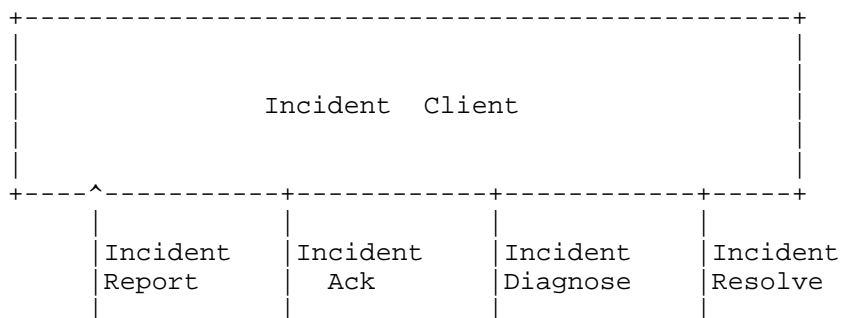 Incident  Client
Incident Incident Incident Incident
Report Ack Diagnose Resolve